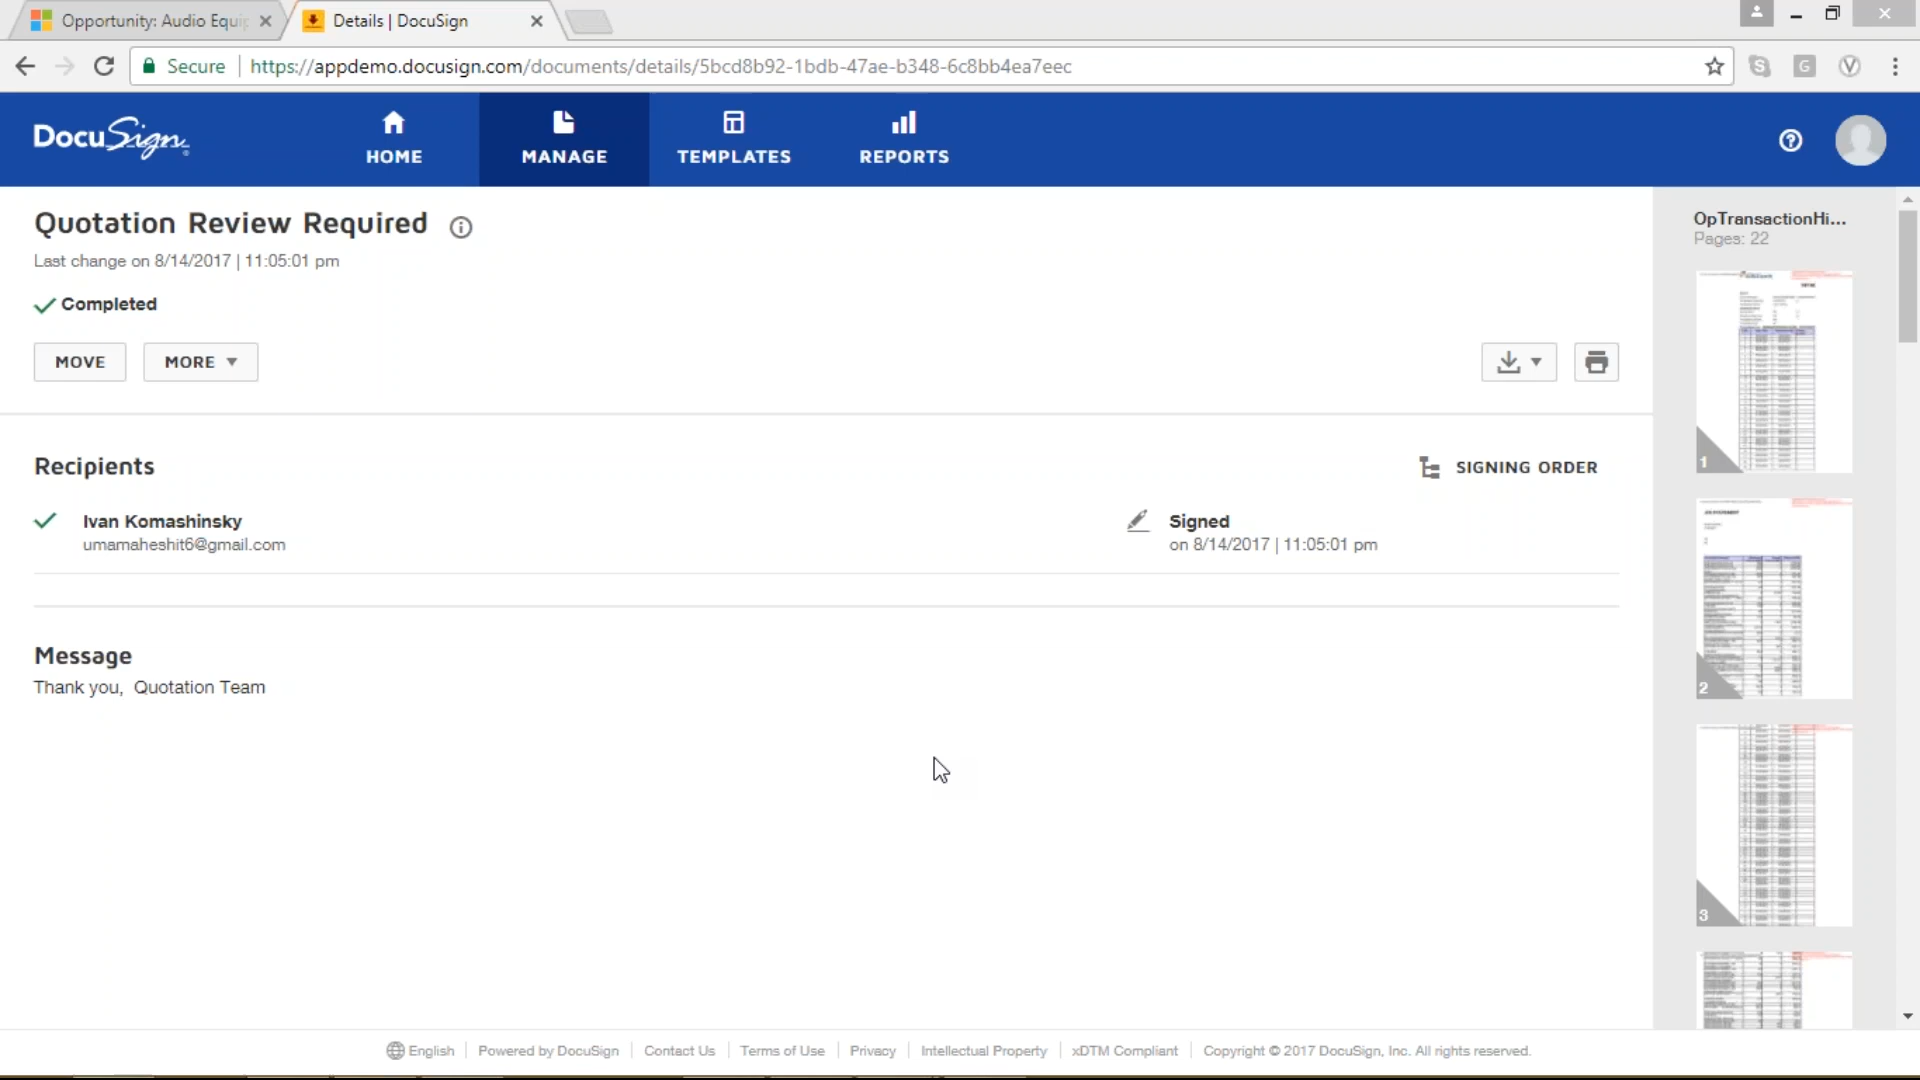 Opportunity: Audio Equip
Details | DocuSign
Secure | https://appdemo.docusign.com/documents/details/5bcd8b92-1bdb-47ae-b348-6c8bb4ea7eec
DocuSign
HOME
MANAGE
TEMPLATES
REPORTS
Quotation Review Required
Last change on 8/14/2017 | 11:05:01 pm
Completed
MOVE
MORE
OpTransactionHi...
Pages: 22
Recipients
SIGNING ORDER
Ivan Komashinsky
umamaheshit6@gmail.com
Signed
on 8/14/2017 | 11:05:01 pm
Message
Thank you, Quotation Team
1
2
3
English
Powered by DocuSign
Contact Us
Terms of Use
Privacy
Intellectual Property
xDTM Compliant
Copyright © 2017 DocuSign, Inc. All rights reserved.